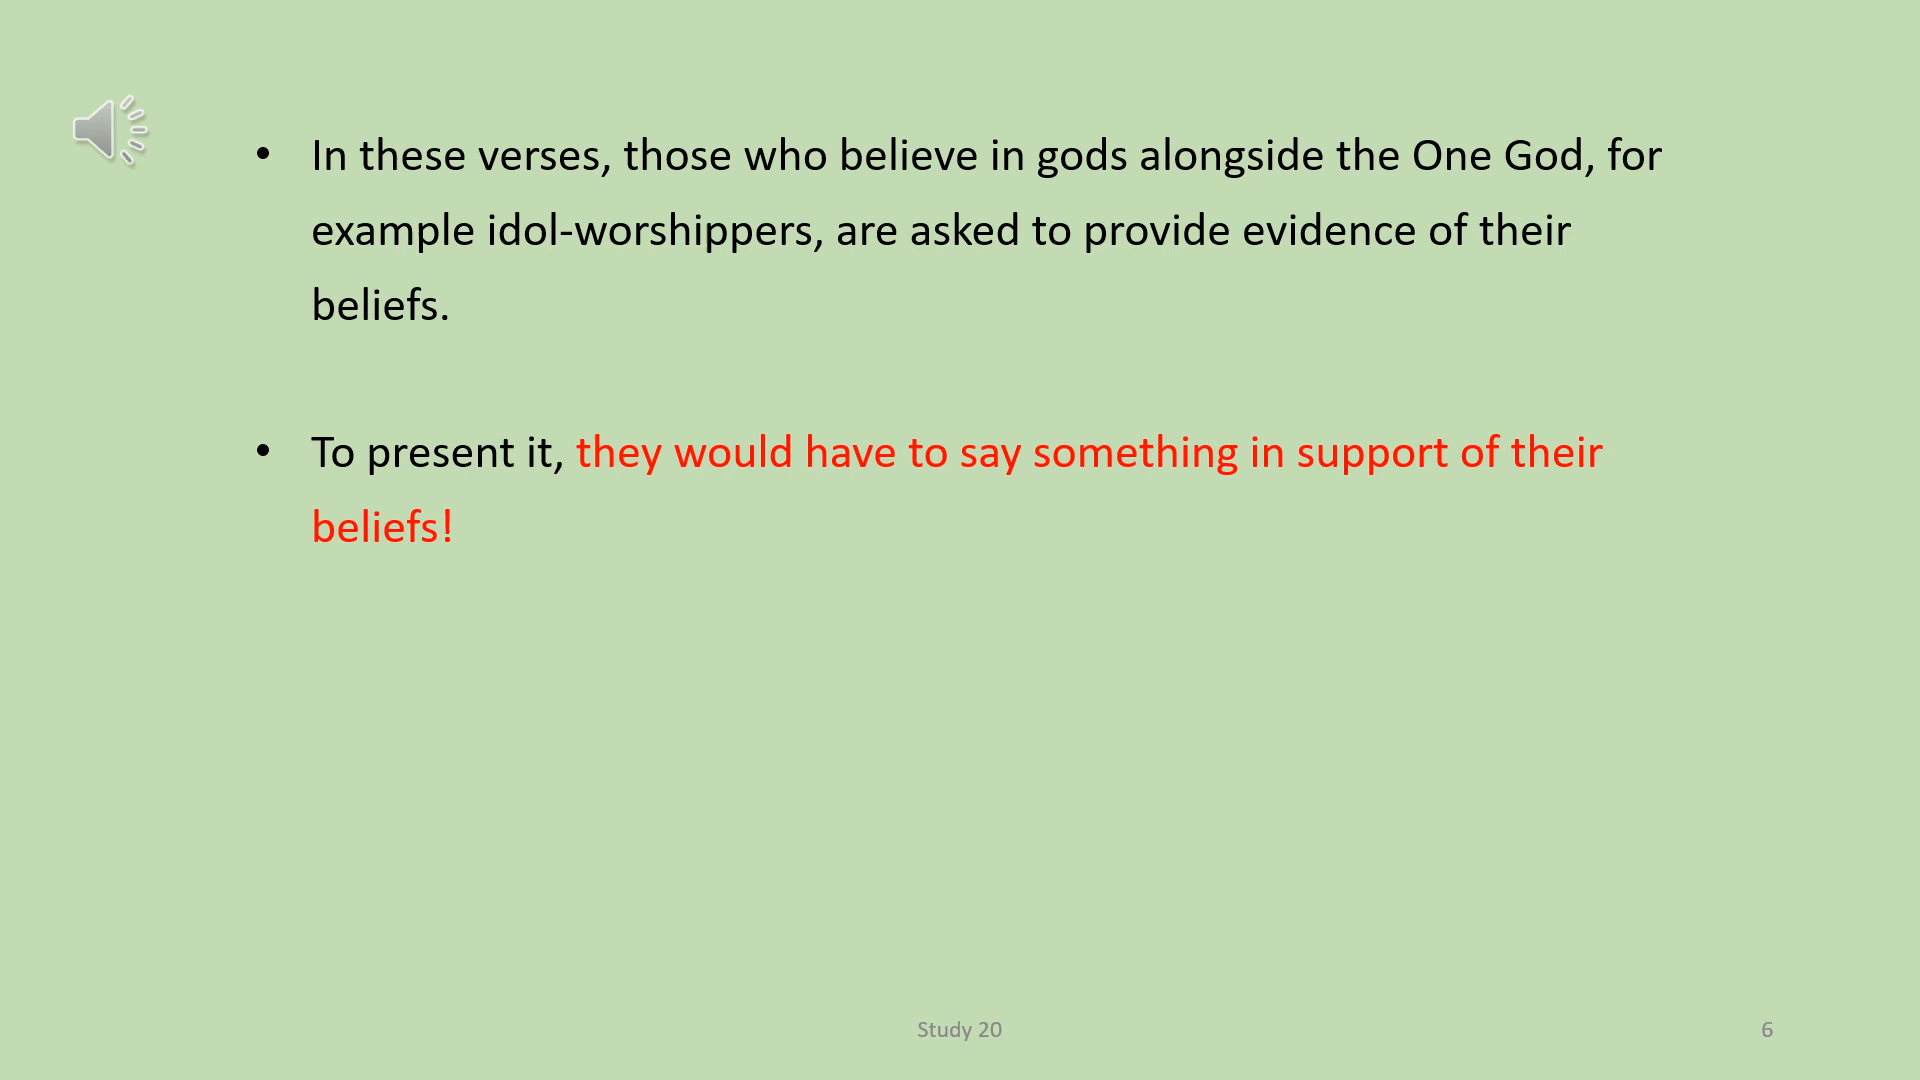 • In these verses, those who believe in gods alongside the One God, for
example idol-worshippers, are asked to provide evidence of their
beliefs.
• To present it, they would have to say something in support of their
beliefs!
Study 20
6